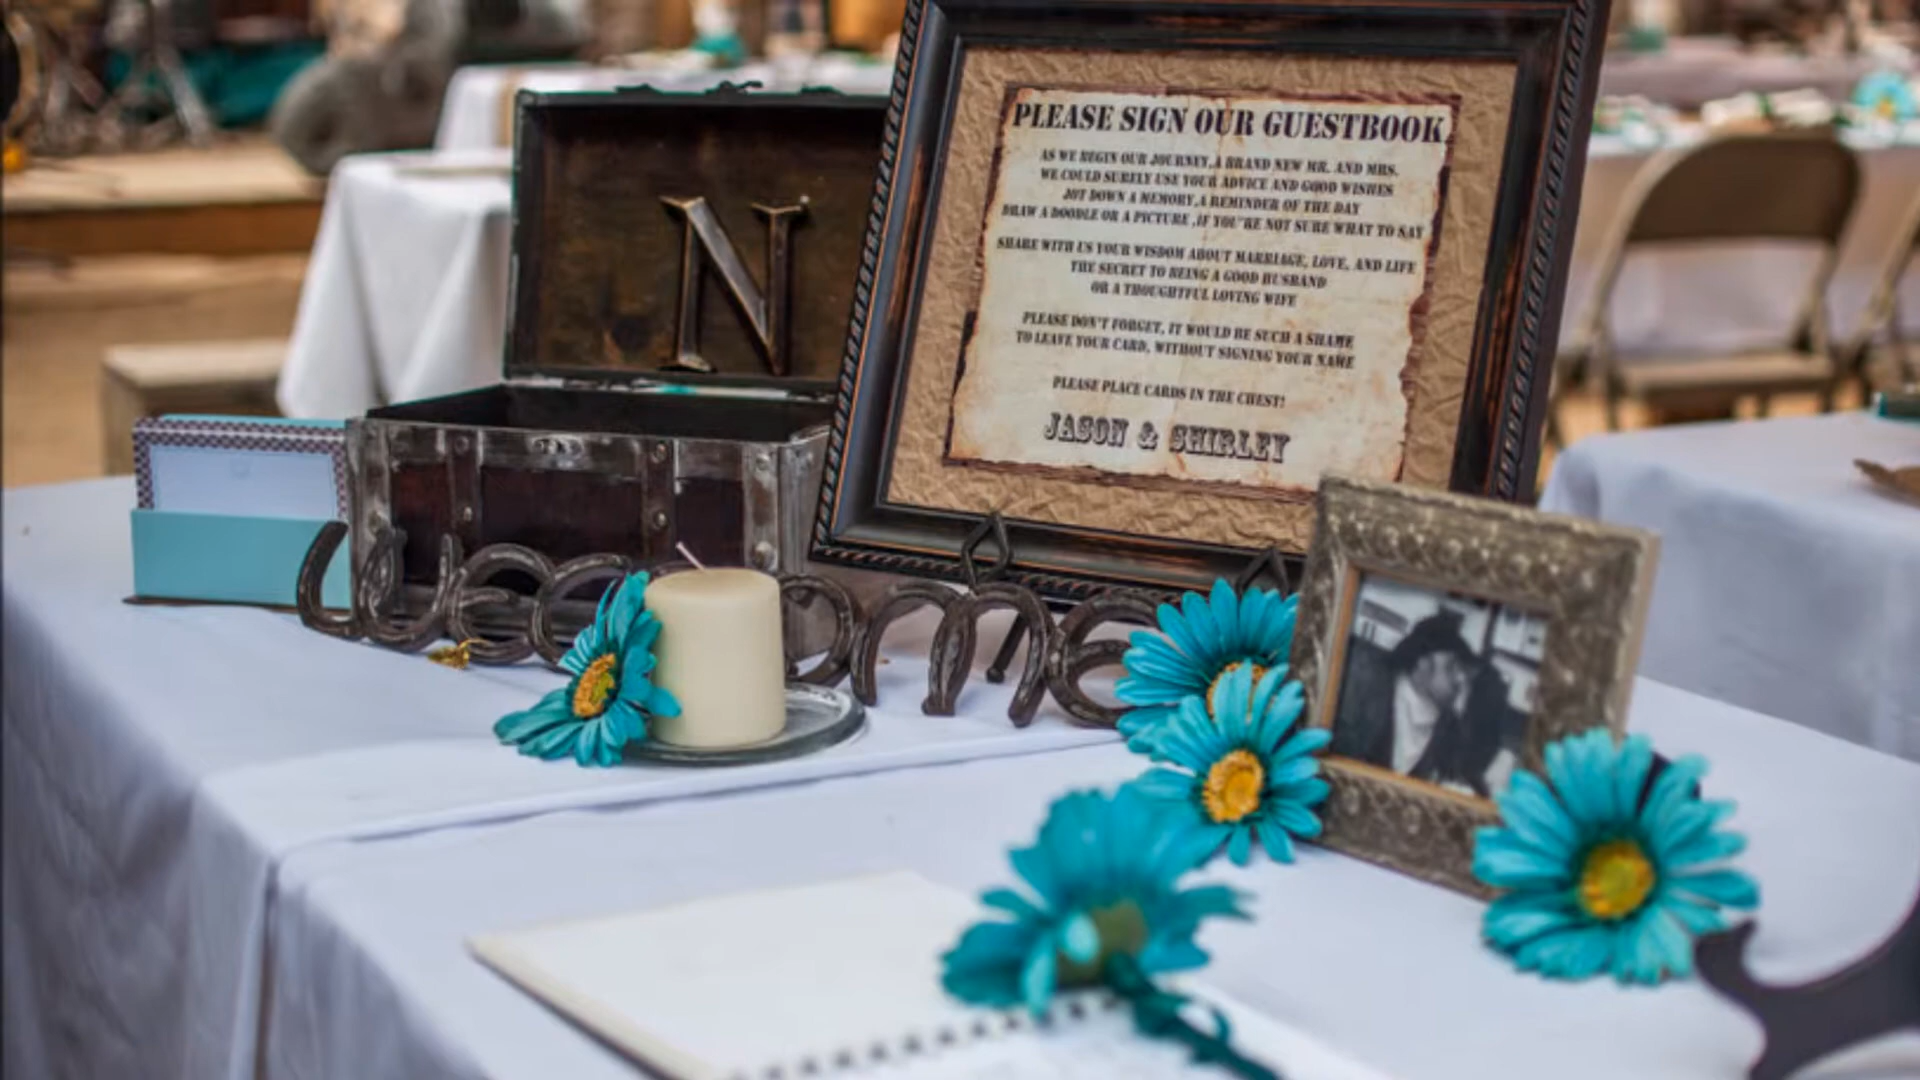 N
PLEASE SIGN OUR GUESTBOOK
AS WE BEGIN OUR JOURNEY, A BRAND NEW MR. AND MRS.
WE COULD SURELY USE YOUR ADVICE AND GOOD WISHES
JOT DOWN A MEMORY, A REMINDER OF THE DAY
DRAW A DOODLE OR A PICTURE , IF YOU"RE NOT SURE WHAT TO SAY
SHARE WITH US YOUR WISDOM ABOUT MARRIAGE, LOVE, AND LIFE
THE SECRET TO BEING A GOOD HUSBAND
OR A THOUGHTFUL LOVING WIFE
PLEASE DON'T FORGET, IT WOULD BE SUCH A SHAME
TO LEAVE YOUR CARD, WITHOUT SIGNING YOUR NAME
PLEASE PLACE CARDS IN THE CHEST!
JASON & SHIRLEY
welcome